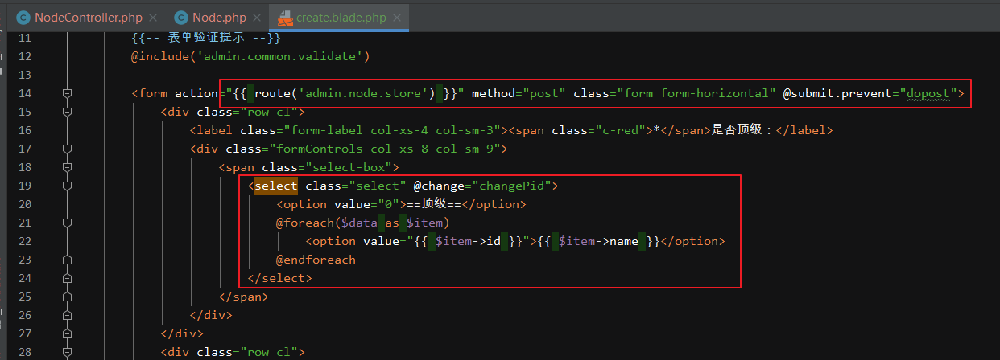 NodeController.php Node.php create.blade.php
11 {{-- 表单验证提示 --}}
12 @include('admin.common.validate')
13
14 <form action="{{ route('admin.node.store') }}" method="post" class="form form-horizontal" @submit.prevent="dopost">
15 <div class="row cl">
16 <label class="form-label col-xs-4 col-sm-3"><span class="c-red">*</span>是否顶级：</label>
17 <div class="formControls col-xs-8 col-sm-9">
18 <span class="select-box">
19 <select class="select" @change="changePid">
20 <option value="0">==顶级==</option>
21 @foreach($data as $item)
22 <option value="{{ $item->id }}">{{ $item->name }}</option>
23 @endforeach
24 </select>
25 </span>
26 </div>
27 </div>
28 <div class="row cl">